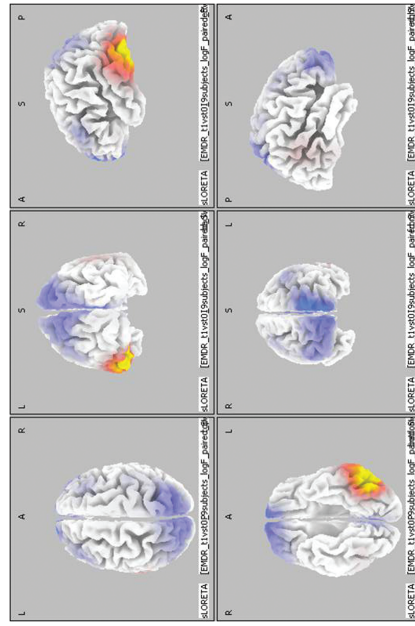 A S P
sLORETA [EMDR_t1vst0]9subjects_logF_paired
P S A
sLORETA [EMDR_t1vst0]9subjects_logF_paired
L S R
sLORETA [EMDR_t1vst0]9subjects_logF_paired
R S L
sLORETA [EMDR_t1vst0]9subjects_logF_paired
L A R
sLORETA [EMDR_t1vst0]9subjects_logF_paired
R A L
sLORETA [EMDR_t1vst0]9subjects_logF_paired